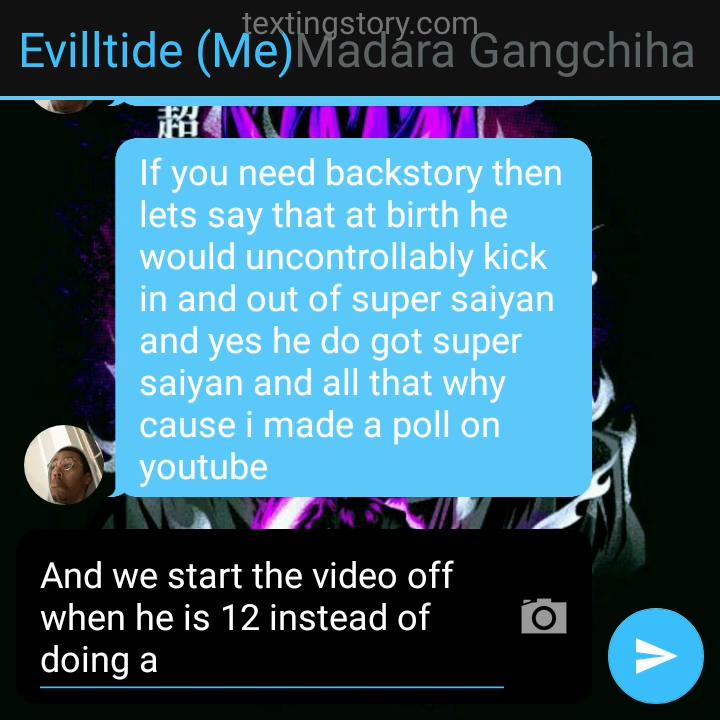 textingstory.com
Evilltide (Me)Madara Gangchiha
超
If you need backstory then
lets say that at birth he
would uncontrollably kick
in and out of super saiyan
and yes he do got super
saiyan and all that why
cause i made a poll on
youtube
And we start the video off
when he is 12 instead of
doing a